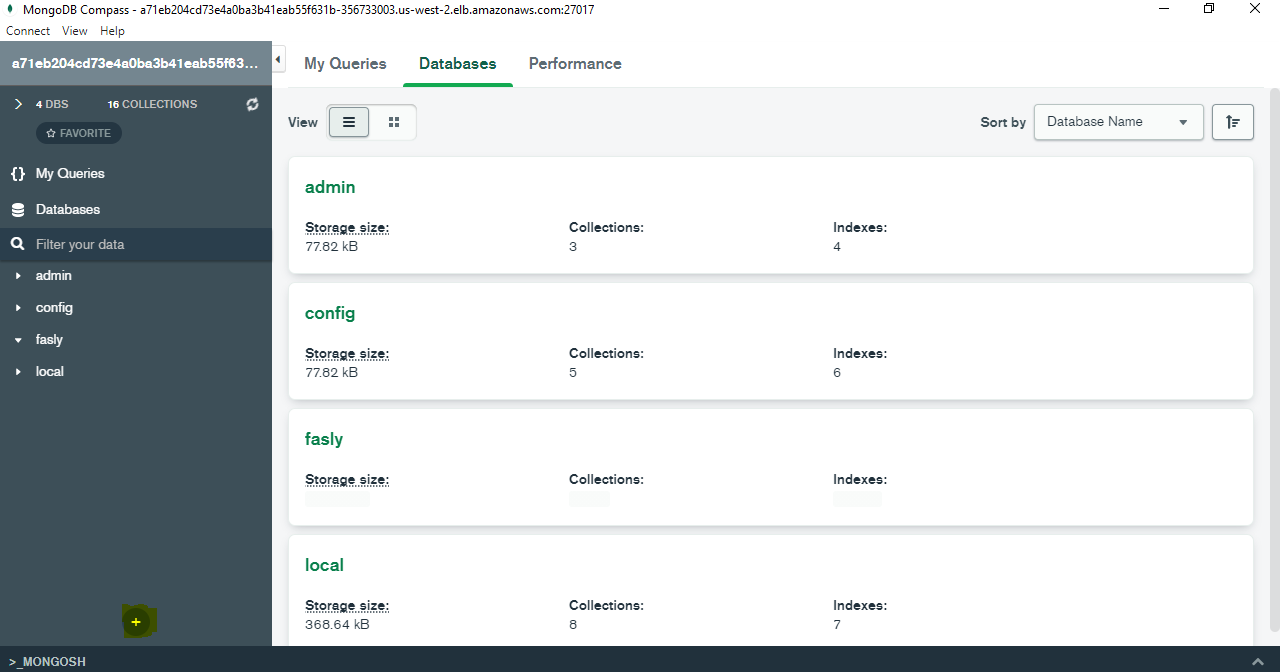 MongoDB Compass - a71eb204cd73e4a0ba3b41eab55f631b-356733003.us-west-2.elb.amazonaws.com:27017
Connect View Help
a71eb204cd73e4a0ba3b41eab55f63...
My Queries Databases Performance
4 DBS 16 COLLECTIONS
FAVORITE
My Queries
Databases
Filter your data
admin
config
fasly
local
View
Sort by Database Name
admin
Storage size: Collections: Indexes:
77.82 kB 3 4
config
Storage size: Collections: Indexes:
77.82 kB 5 6
fasly
Storage size: Collections: Indexes:
local
Storage size: Collections: Indexes:
368.64 kB 8 7
>_MONGOSH